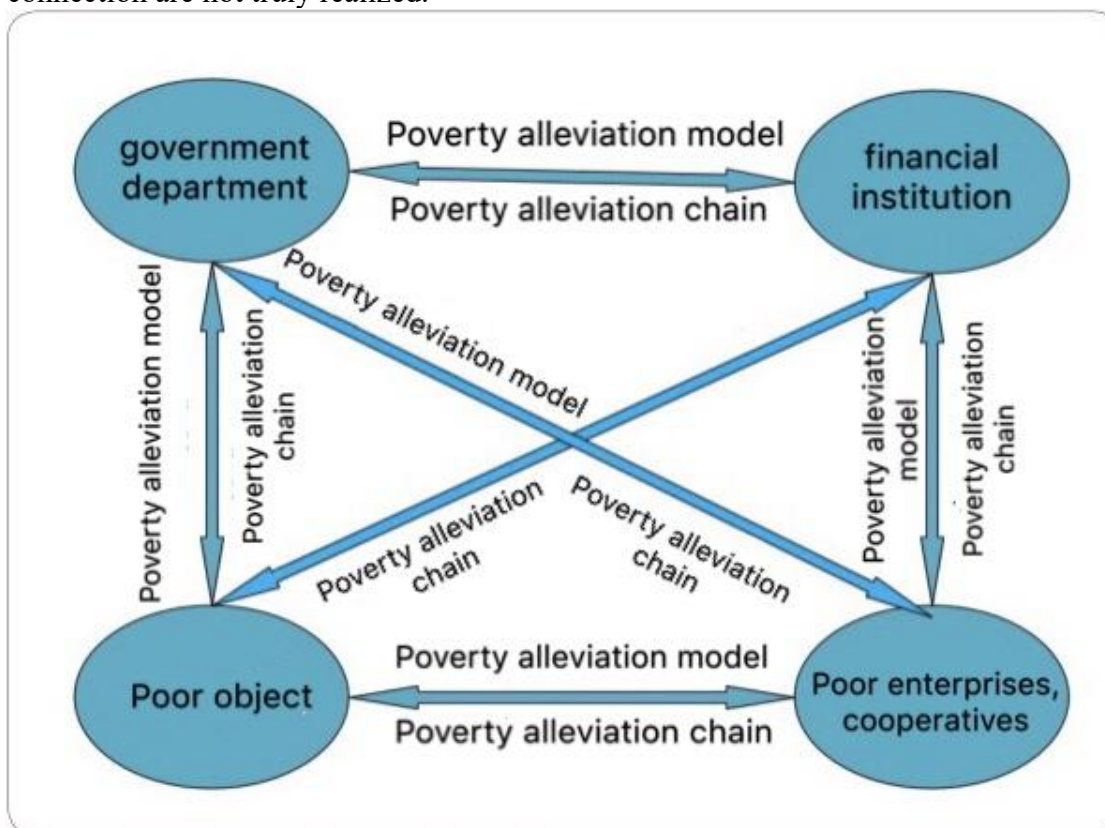 connection are not truly realized.
government
department
Poverty alleviation model
Poverty alleviation chain
financial
institution
Poverty alleviation model
Poverty alleviation
chain
Poverty alleviation model
Poverty alleviation
chain
Poverty alleviation
chain
Poverty alleviation
model
Poverty alleviation
chain
Poor object
Poverty alleviation model
Poverty alleviation chain
Poor enterprises,
cooperatives